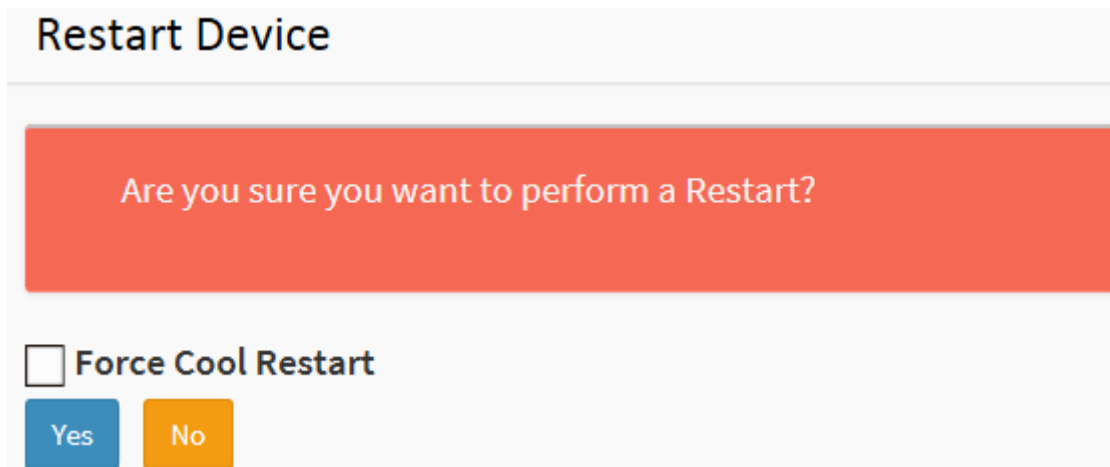 Restart Device
Are you sure you want to perform a Restart?
Force Cool Restart
Yes No